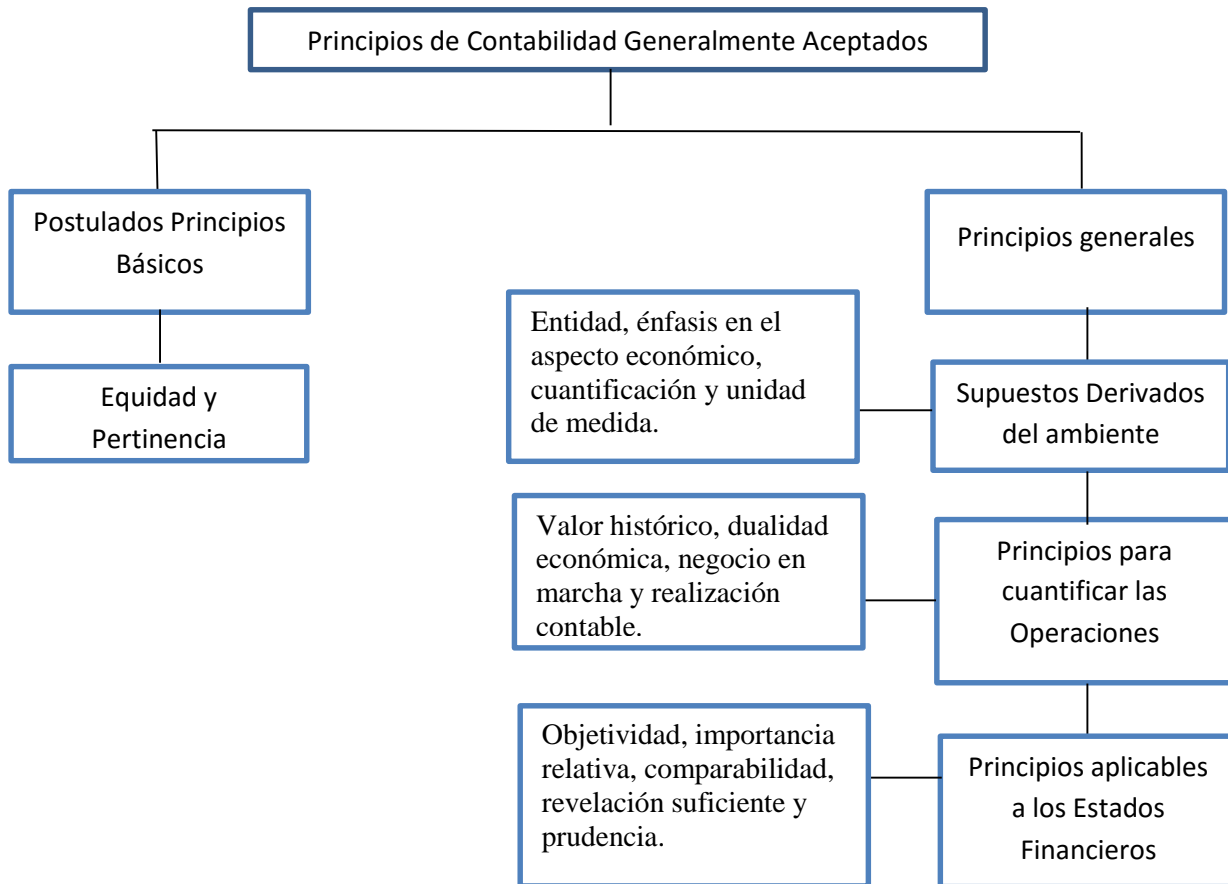 Principios de Contabilidad Generalmente Aceptados
Postulados Principios
Básicos
Equidad y
Pertinencia
Principios generales
Entidad, énfasis en el
aspecto económico,
cuantificación y unidad
de medida.
Supuestos Derivados
del ambiente
Valor histórico, dualidad
económica, negocio en
marcha y realización
contable.
Principios para
cuantificar las
Operaciones
Objetividad, importancia
relativa, comparabilidad,
revelación suficiente y
prudencia.
Principios aplicables
a los Estados
Financieros